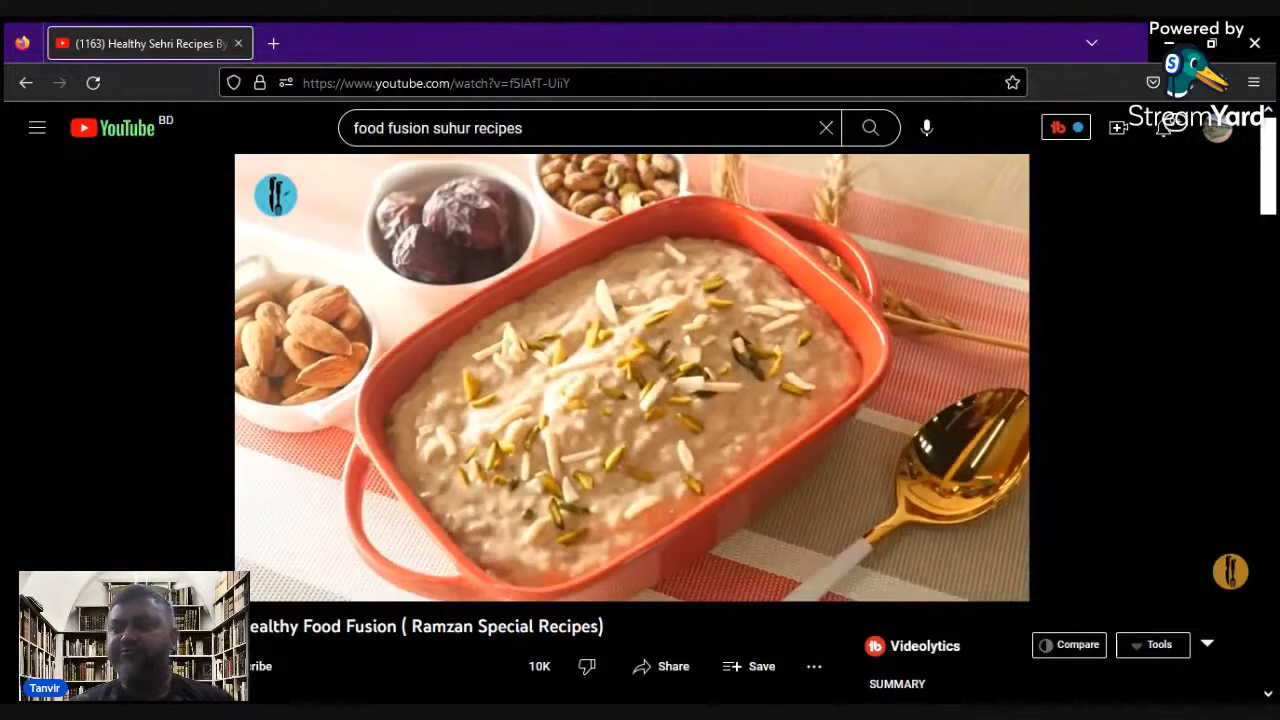 Powered by
StreamYard
(1163) Healthy Sehri Recipes By
https://www.youtube.com/watch?v=f5IAfT-UiiY
YouTube BD
food fusion suhur recipes
ealthy Food Fusion ( Ramzan Special Recipes)
ribe
10K
Share
Save
Videolytics
Compare
Tools
SUMMARY
Tanvir